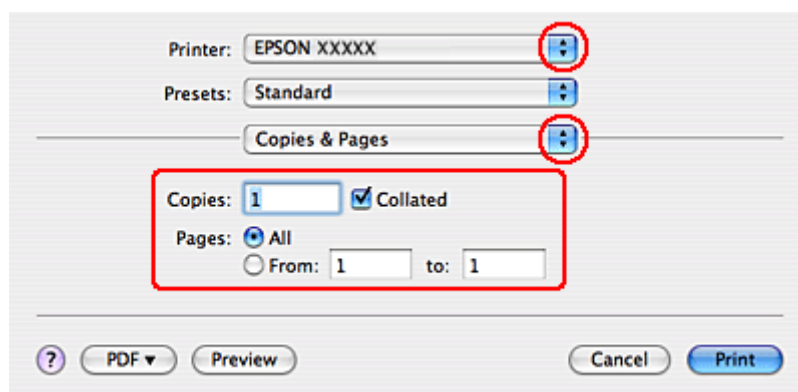 Printer: EPSON XXXXX
Presets: Standard
Copies & Pages
Copies: 1 Collated
Pages: All
From: 1 to: 1
? PDF ▼ Preview Cancel Print